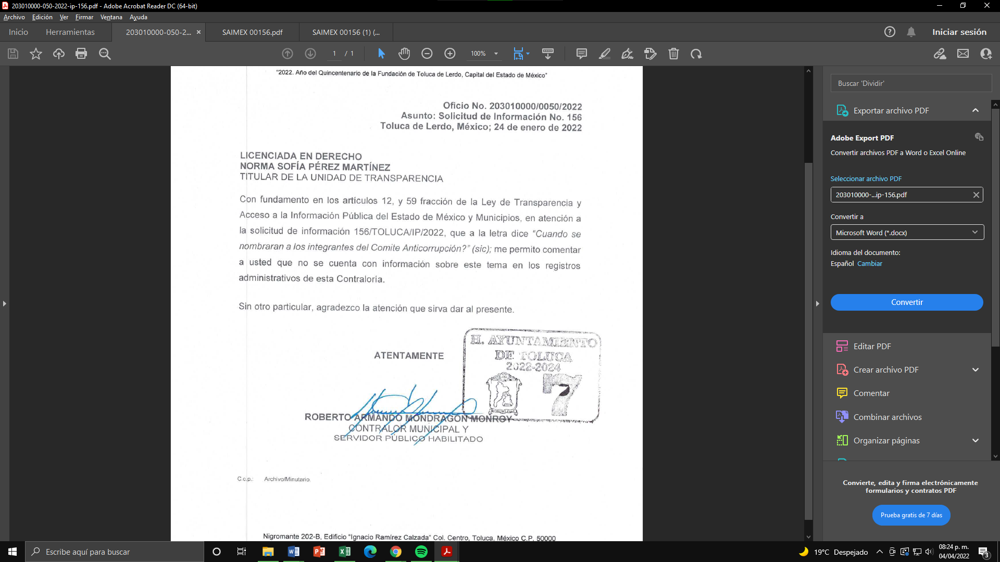 203010000-050-2022-ip-156.pdf - Adobe Acrobat Reader DC (64-bit)
Archivo Edición Ver Firmar Ventana Ayuda
Inicio Herramientas 203010000-050-2... SAIMEX 00156.pdf SAIMEX 00156 (1) (... Iniciar sesión
1 / 1 100%
"2022. Año del Quincentenario de la Fundación de Toluca de Lerdo, Capital del Estado de México"
Oficio No. 203010000/0050/2022
Asunto: Solicitud de Información No. 156
Toluca de Lerdo, México; 24 de enero de 2022
LICENCIADA EN DERECHO
NORMA SOFÍA PÉREZ MARTÍNEZ
TITULAR DE LA UNIDAD DE TRANSPARENCIA
Con fundamento en los artículos 12, y 59 fracción de la Ley de Transparencia y
Acceso a la Información Pública del Estado de México y Municipios, en atención a
la solicitud de información 156/TOLUCA/IP/2022, que a la letra dice "Cuando se
nombraran a los integrantes del Comite Anticorrupción?" (sic); me permito comentar
a usted que no se cuenta con información sobre este tema en los registros
administrativos de esta Contraloría.
Sin otro particular, agradezco la atención que sirva dar al presente.
ATENTAMENTE
H. AYUNTAMIENTO
DE TOLUCA
2022-2024
7
ROBERTO ARMANDO MONDRAGÓN MONROY
CONTRALOR MUNICIPAL Y
SERVIDOR PÚBLICO HABILITADO
C.c.p.: Archivo/Minutario.
Nigromante 202-B, Edificio "Ignacio Ramírez Calzada" Col. Centro, Toluca, México C.P. 50000
Buscar 'Dividir'
Exportar archivo PDF
Adobe Export PDF
Convertir archivos PDF a Word o Excel Online
Seleccionar archivo PDF
203010000-...ip-156.pdf
Convertir a
Microsoft Word (*.docx)
Idioma del documento:
Español Cambiar
Convertir
Editar PDF
Crear archivo PDF
Comentar
Combinar archivos
Organizar páginas
Convierte, edita y firma electrónicamente
formularios y contratos PDF
Prueba gratis de 7 días
Escribe aquí para buscar
19°C Despejado
08:24 p. m.
04/04/2022
3